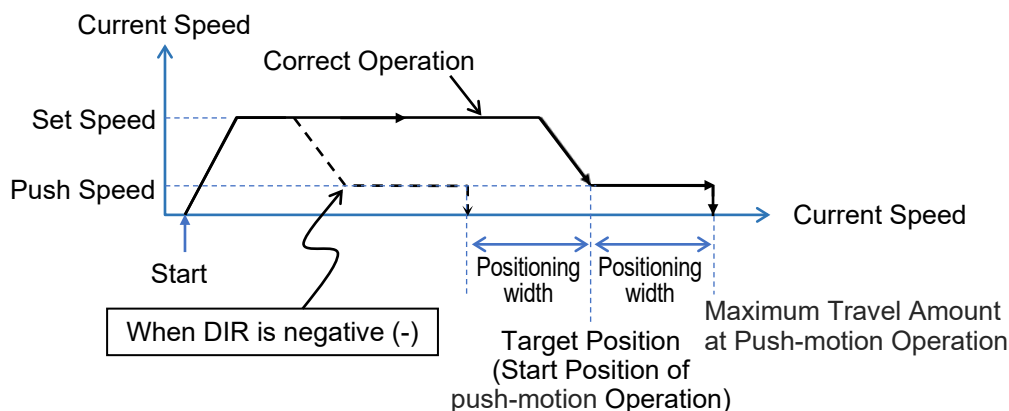 Current Speed
Correct Operation
Set Speed
Push Speed
Current Speed
Start
Positioning
width
Positioning
width
When DIR is negative (-)
Target Position
(Start Position of
push-motion Operation)
Maximum Travel Amount
at Push-motion Operation